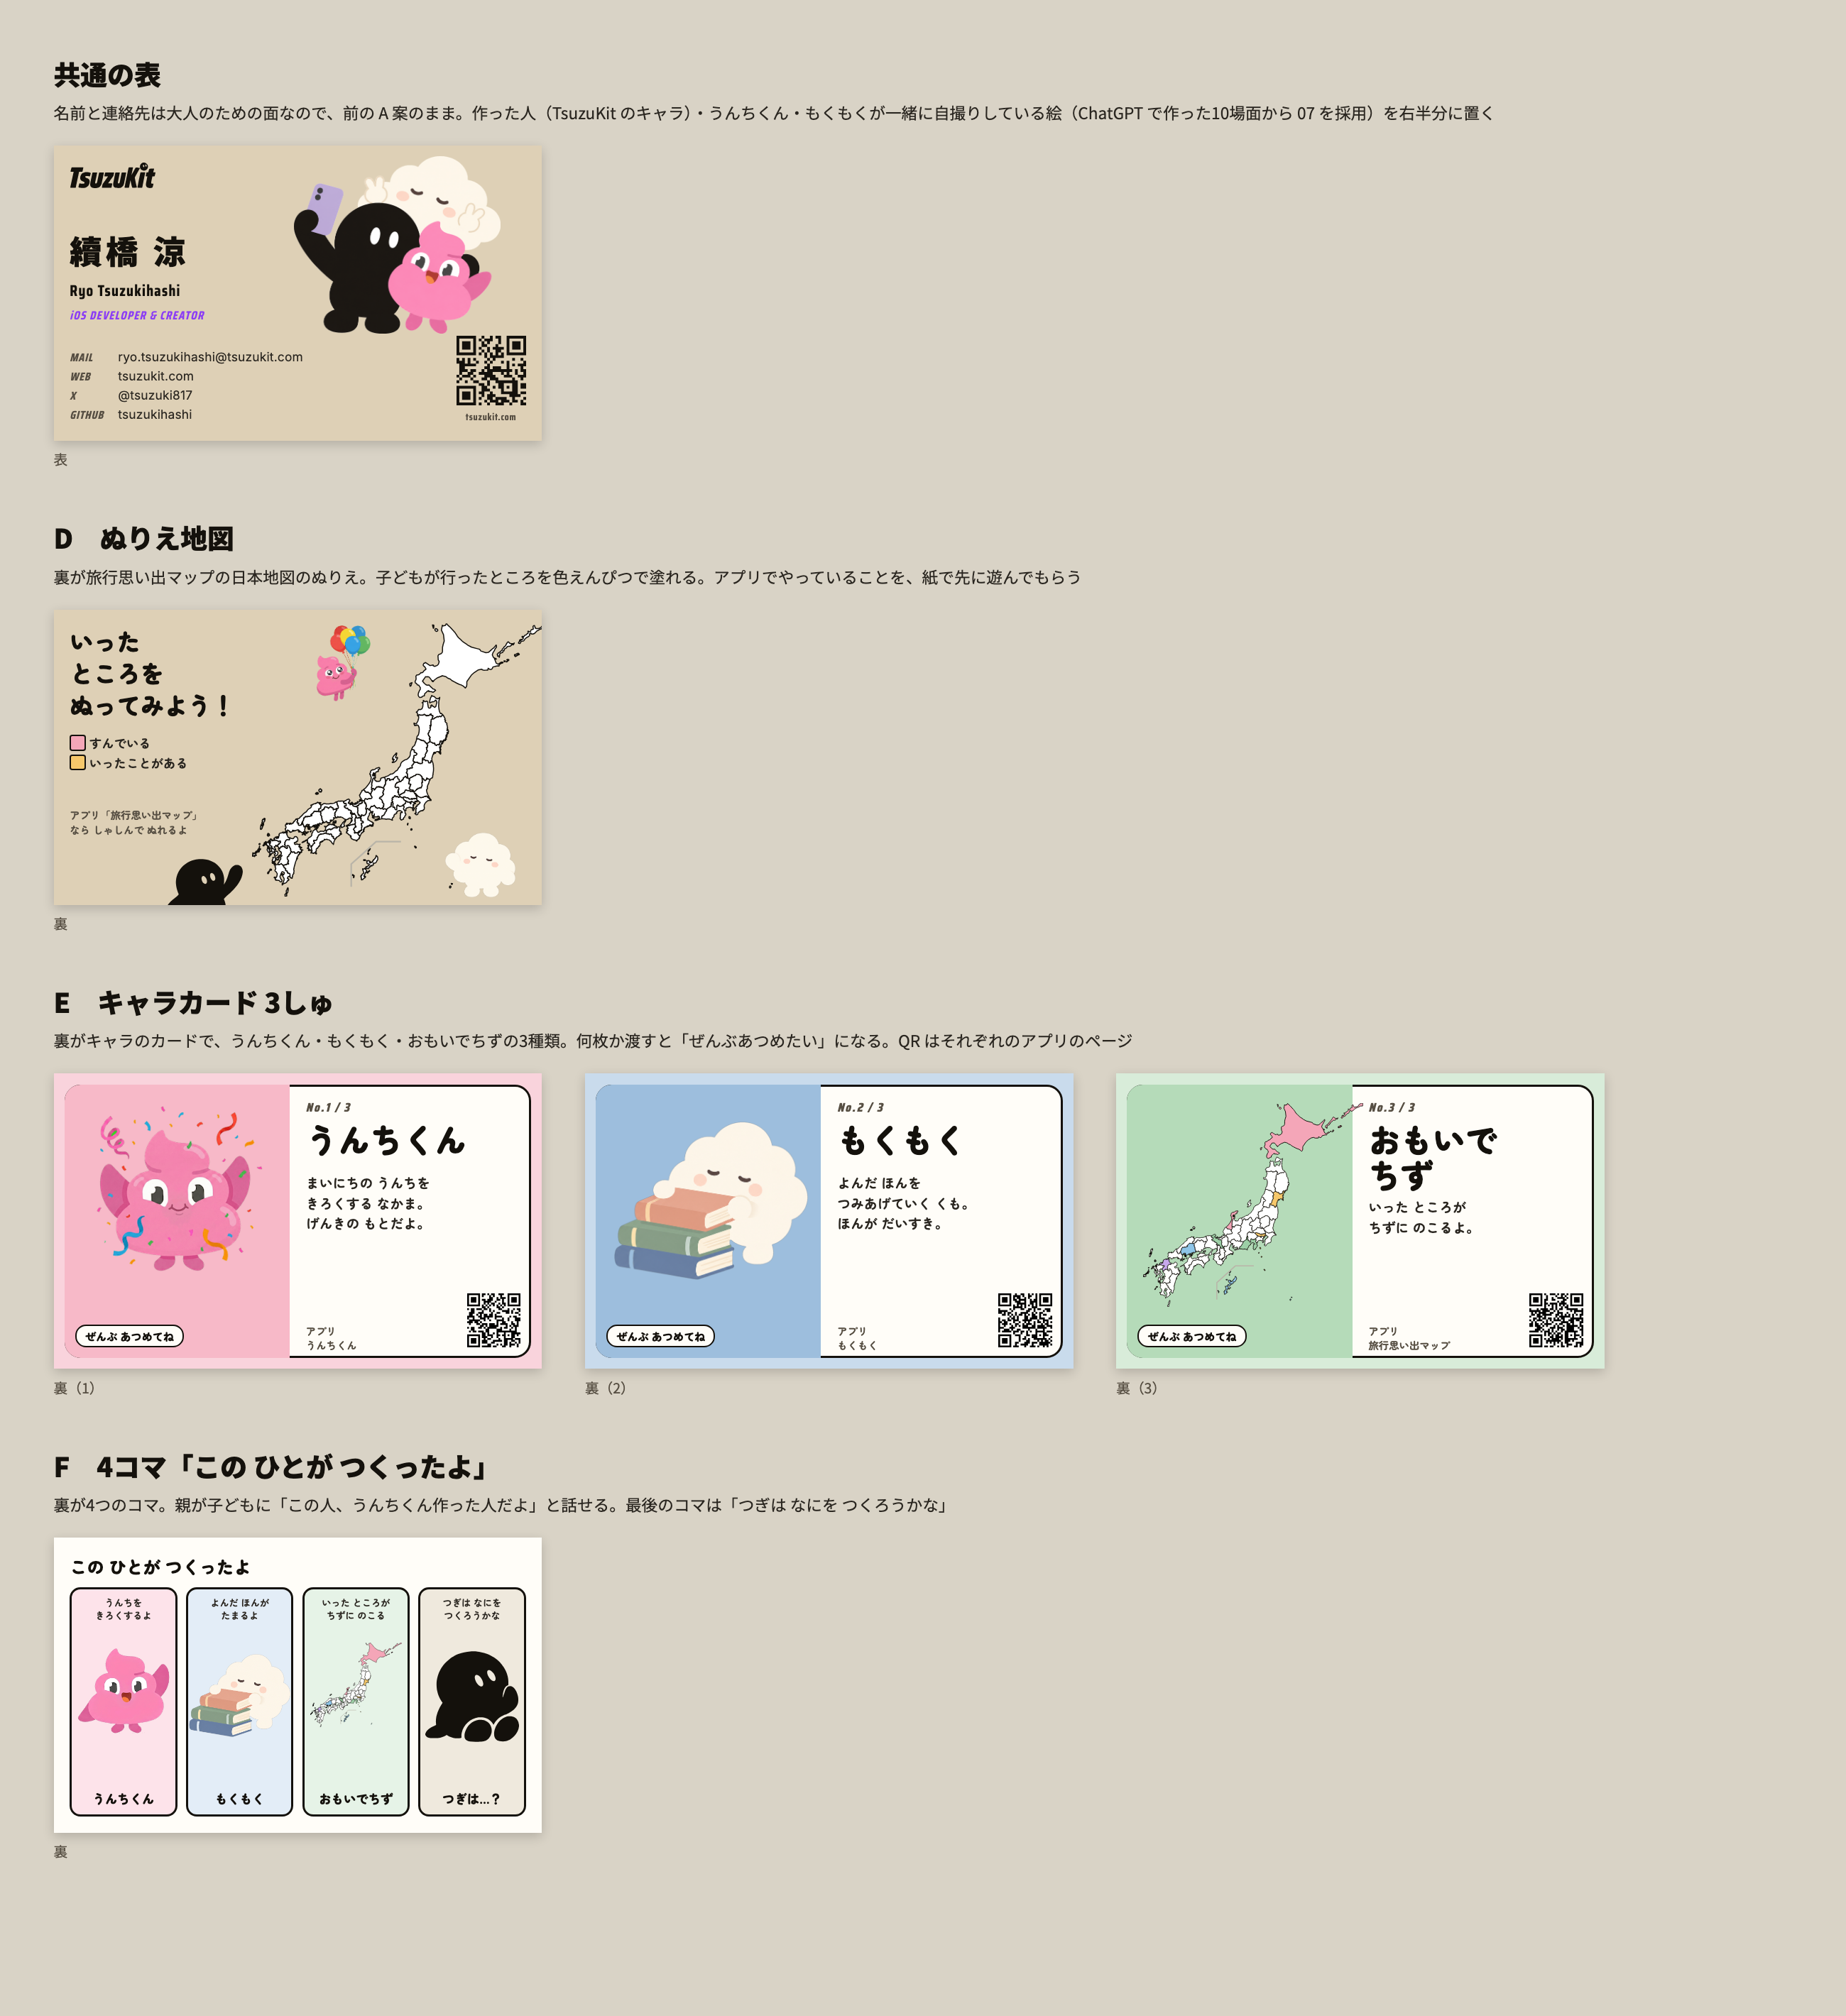 共通の表
名前と連絡先は大人のための面なので、前の A 案のまま。作った人（TsuzuKit のキャラ）・うんちくん・もくもくが一緒に自撮りしている絵（ChatGPT で作った10場面から 07 を採用）を右半分に置く
TsuzuKit
續橋 涼
Ryo Tsuzukihashi
iOS DEVELOPER & CREATOR
MAIL ryo.tsuzukihashi@tsuzukit.com
WEB tsuzukit.com
X @tsuzuki817
GITHUB tsuzukihashi
tsuzukit.com
表
D ぬりえ地図
裏が旅行思い出マップの日本地図のぬりえ。子どもが行ったところを色えんぴつで塗れる。アプリでやっていることを、紙で先に遊んでもらう
いった
ところを
ぬってみよう！
すんでいる
いったことがある
アプリ「旅行思い出マップ」
なら しゃしんで ぬれるよ
裏
E キャラカード 3しゅ
裏がキャラのカードで、うんちくん・もくもく・おもいでちずの3種類。何枚か渡すと「ぜんぶあつめたい」になる。QR はそれぞれのアプリのページ
No.1 / 3
うんちくん
まいにちの うんちを
きろくする なかま。
げんきの もとだよ。
ぜんぶ あつめてね
アプリ
うんちくん
裏（1）
No.2 / 3
もくもく
よんだ ほんを
つみあげていく くも。
ほんが だいすき。
ぜんぶ あつめてね
アプリ
もくもく
裏（2）
No.3 / 3
おもいで
ちず
いった ところが
ちずに のこるよ。
ぜんぶ あつめてね
アプリ
旅行思い出マップ
裏（3）
F 4コマ「この ひとが つくったよ」
裏が4つのコマ。親が子どもに「この人、うんちくん作った人だよ」と話せる。最後のコマは「つぎは なにを つくろうかな」
この ひとが つくったよ
うんちを
きろくするよ
うんちくん
よんだ ほんが
たまるよ
もくもく
いった ところが
ちずに のこる
おもいでちず
つぎは なにを
つくろうかな
つぎは…？
裏